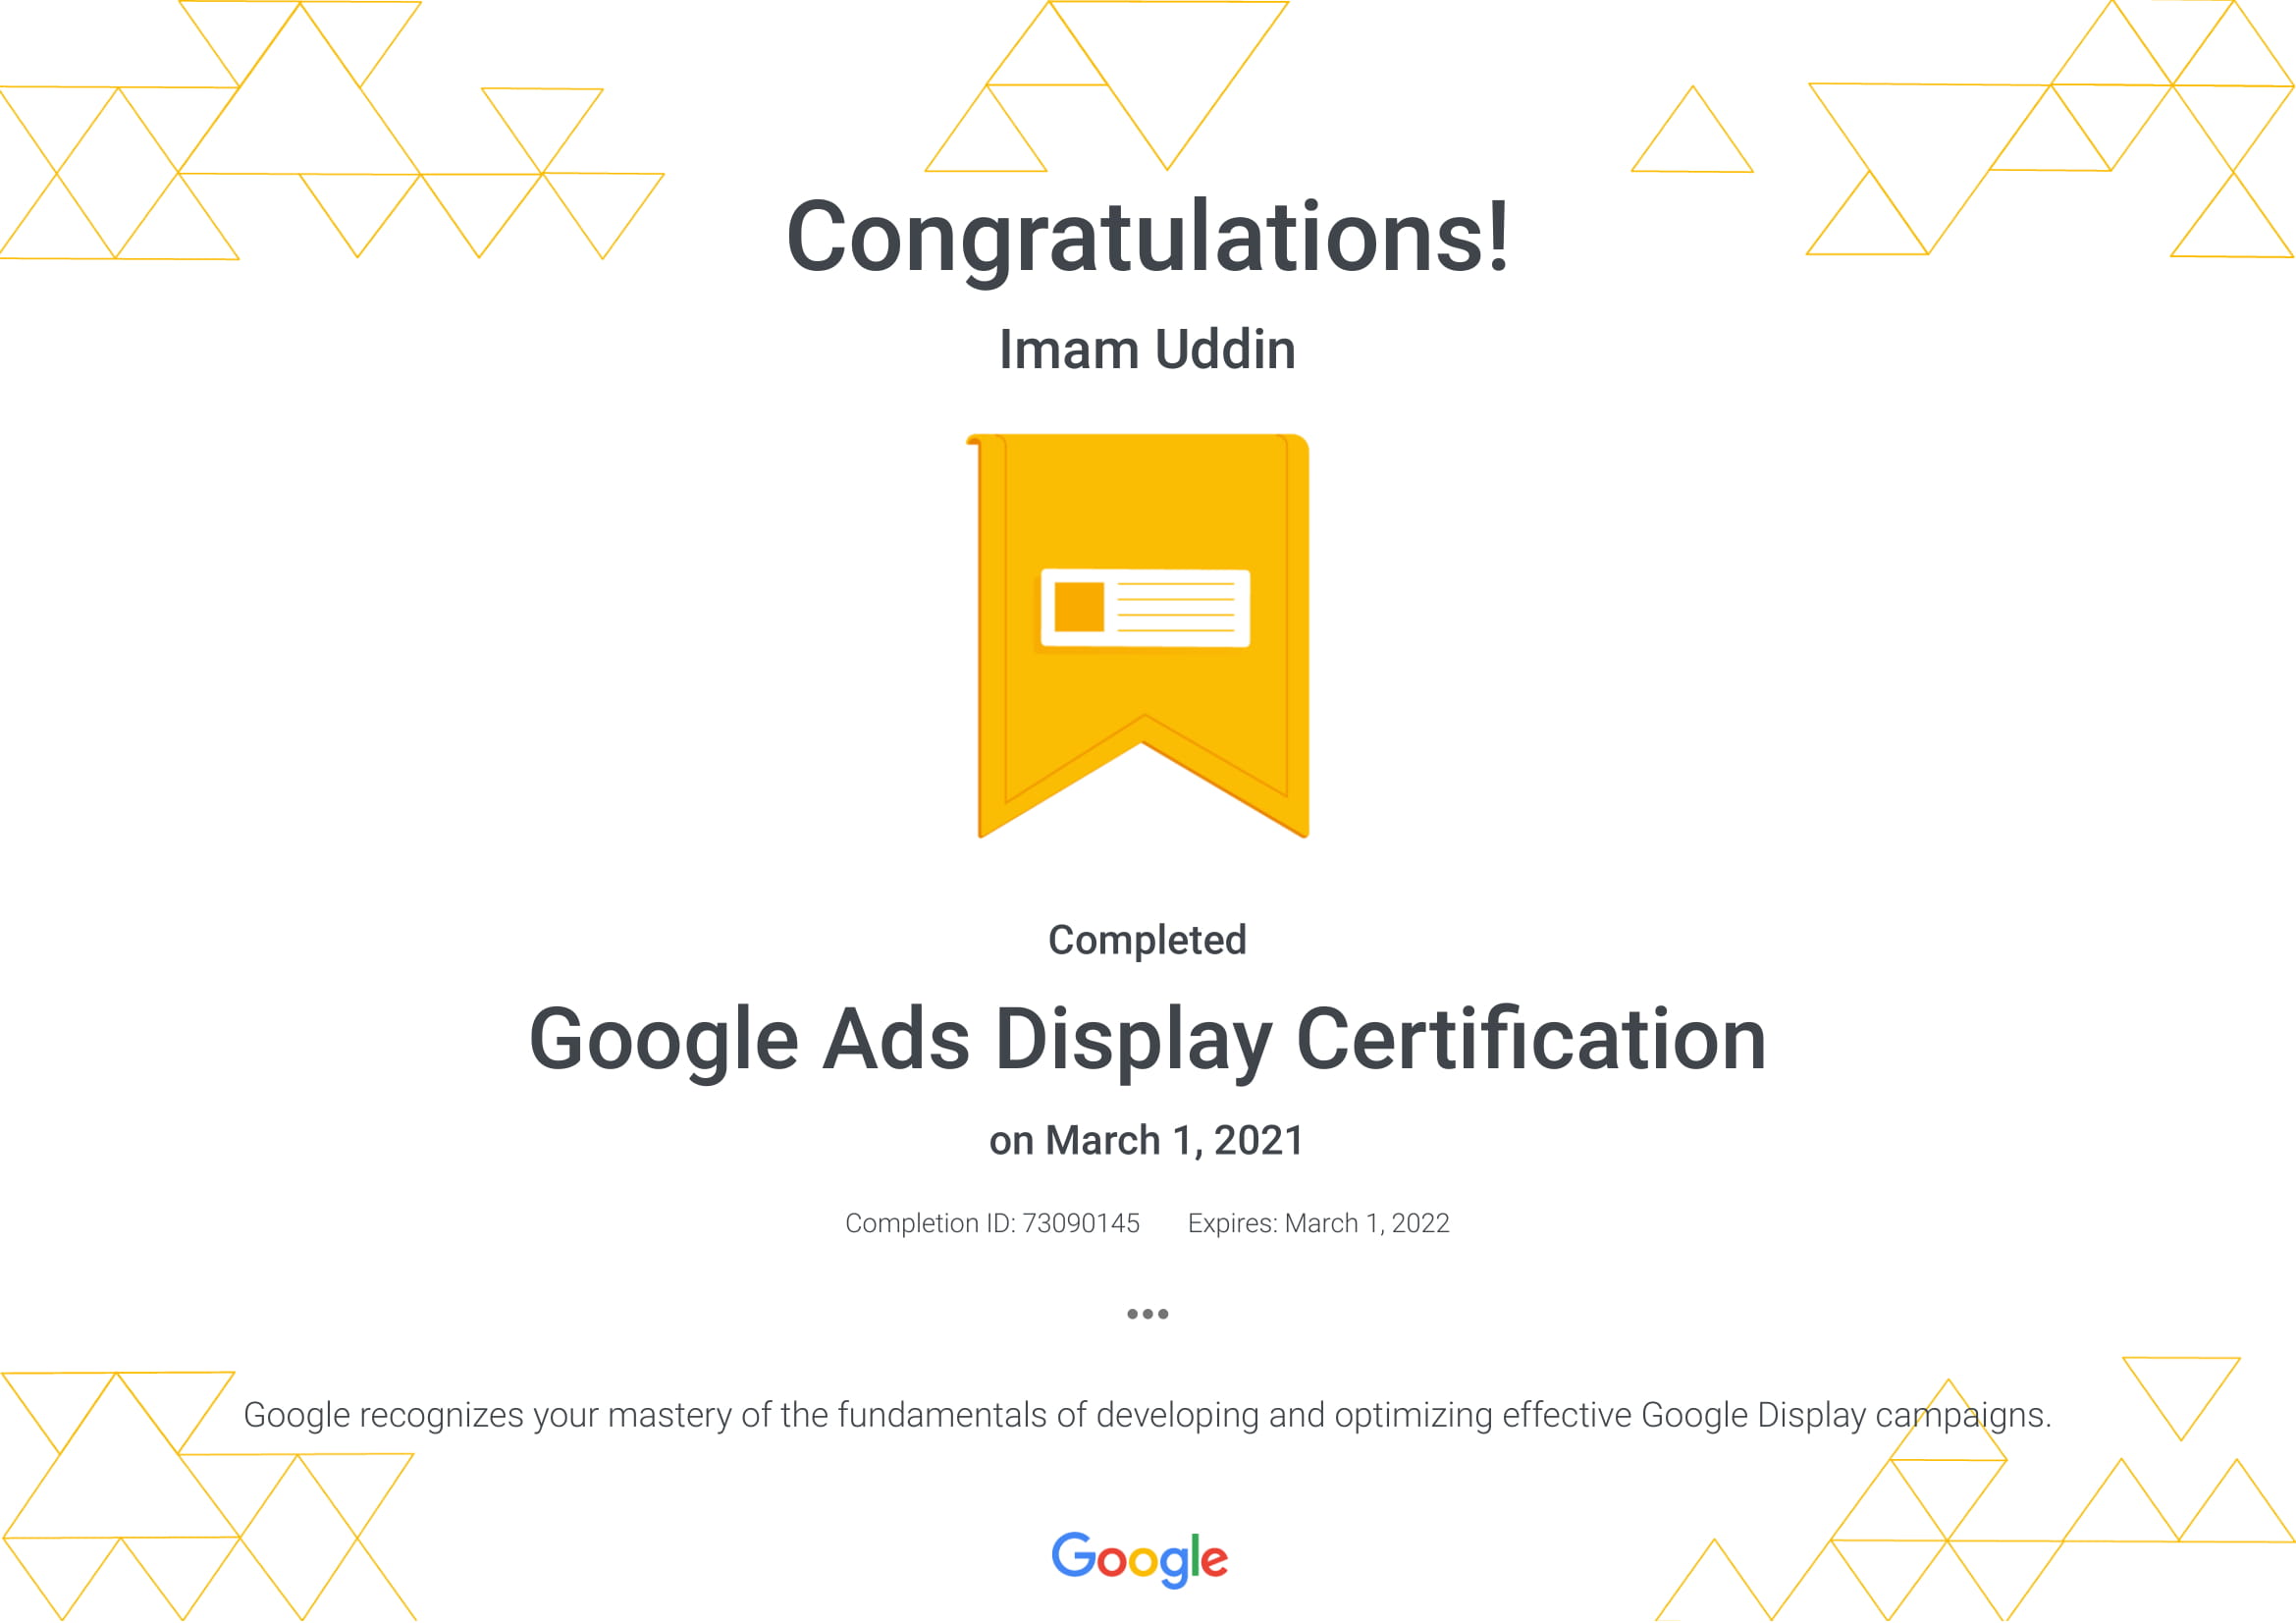 Congratulations!
Imam Uddin
Completed
Google Ads Display Certification
on March 1, 2021
Completion ID: 73090145 Expires: March 1, 2022
Google recognizes your mastery of the fundamentals of developing and optimizing effective Google Display campaigns.
Google